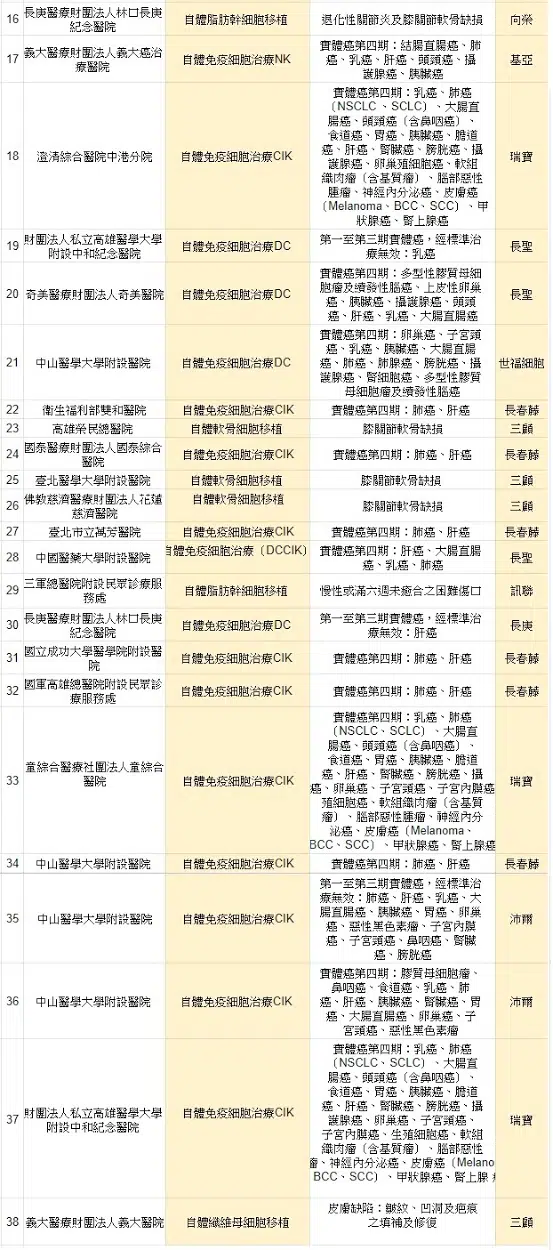 16 長庚醫療財團法人林口長庚紀念醫院 自體脂肪幹細胞移植 退化性關節炎及膝關節軟骨缺損 向榮
17 義大醫療財團法人義大癌治療醫院 自體免疫細胞治療NK 實體癌第四期：結腸直腸癌、肺癌、乳癌、肝癌、頭頸癌、攝護腺癌、胰臟癌 基亞
18 澄清綜合醫院中港分院 自體免疫細胞治療CIK 實體癌第四期：乳癌、肺癌（NSCLC、SCLC）、大腸直腸癌、頭頸癌（含鼻咽癌）、食道癌、胃癌、胰臟癌、膽道癌、肝癌、腎臟癌、膀胱癌、攝護腺癌、卵巢殖細胞癌、軟組織肉瘤（含基質瘤）、腦部惡性腫瘤、神經內分泌癌、皮膚癌（Melanoma、BCC、SCC）、甲狀腺癌、腎上腺癌 瑞寶
19 財團法人私立高雄醫學大學附設中和紀念醫院 自體免疫細胞治療DC 第一至第三期實體癌，經標準治療無效：乳癌 長聖
20 奇美醫療財團法人奇美醫院 自體免疫細胞治療DC 實體癌第四期：多型性膠質母細胞瘤及續發性腦癌、上皮性卵巢癌、胰臟癌、攝護腺癌、頭頸癌、肝癌、乳癌、大腸直腸癌 長聖
21 中山醫學大學附設醫院 自體免疫細胞治療DC 實體癌第四期：卵巢癌、子宮頸癌、乳癌、胰臟癌、大腸直腸癌、肺癌、肺腺癌、膀胱癌、攝護腺癌、腎細胞癌、多型性膠質母細胞瘤及續發性腦癌 世福細胞
22 衛生福利部雙和醫院 自體免疫細胞治療CIK 實體癌第四期：肺癌、肝癌 長春藤
23 高雄榮民總醫院 自體軟骨細胞移植 膝關節軟骨缺損 三顧
24 國泰醫療財團法人國泰綜合醫院 自體免疫細胞治療CIK 實體癌第四期：肺癌、肝癌 長春藤
25 臺北醫學大學附設醫院 自體軟骨細胞移植 膝關節軟骨缺損 三顧
26 佛教慈濟醫療財團法人花蓮慈濟醫院 自體軟骨細胞移植 膝關節軟骨缺損 三顧
27 臺北市立萬芳醫院 自體免疫細胞治療CIK 實體癌第四期：肺癌、肝癌 長春藤
28 中國醫藥大學附設醫院 自體免疫細胞治療（DCCIK） 實體癌第四期：肝癌、大腸直腸癌、乳癌、肺癌 長聖
29 三軍總醫院附設民眾診療服務處 自體脂肪幹細胞移植 慢性或滿六週未癒合之困難傷口 訊聯
30 長庚醫療財團法人林口長庚紀念醫院 自體免疫細胞治療DC 第一至第三期實體癌，經標準治療無效：肝癌 長庚
31 國立成功大學醫學院附設醫院 自體免疫細胞治療CIK 實體癌第四期：肺癌、肝癌 長春藤
32 國軍高雄總醫院附設民眾診療服務處 自體免疫細胞治療CIK 實體癌第四期：肺癌、肝癌 長春藤
33 童綜合醫療社團法人童綜合醫院 自體免疫細胞治療CIK 實體癌第四期：乳癌、肺癌（NSCLC、SCLC）、大腸直腸癌、頭頸癌（含鼻咽癌）、食道癌、胃癌、胰臟癌、膽道癌、肝癌、腎臟癌、膀胱癌、攝癌、卵巢癌、子宮頸癌、子宮內膜癌殖細胞癌、軟組織肉瘤（含基質瘤）、腦部惡性腫瘤、神經內分泌癌、皮膚癌（Melanoma、BCC、SCC）、甲狀腺癌、腎上腺癌 瑞寶
34 中山醫學大學附設醫院 自體免疫細胞治療CIK 實體癌第四期：肺癌、肝癌 長春藤
35 中山醫學大學附設醫院 自體免疫細胞治療CIK 第一至第三期實體癌，經標準治療無效：肺癌、肝癌、乳癌、大腸直腸癌、胰臟癌、胃癌、卵巢癌、惡性黑色素瘤、子宮內膜癌、子宮頸癌、鼻咽癌、腎臟癌、膀胱癌 沛爾
36 中山醫學大學附設醫院 自體免疫細胞治療CIK 實體癌第四期：膠質母細胞瘤、鼻咽癌、食道癌、乳癌、肺癌、肝癌、胰臟癌、腎臟癌、胃癌、大腸直腸癌、卵巢癌、子宮頸癌、惡性黑色素瘤 沛爾
37 財團法人私立高雄醫學大學附設中和紀念醫院 自體免疫細胞治療CIK 實體癌第四期：乳癌、肺癌（NSCLC、SCLC）、大腸直腸癌、頭頸癌（含鼻咽癌）、食道癌、胃癌、胰臟癌、膽道癌、肝癌、腎臟癌、膀胱癌、攝護腺癌、卵巢癌、子宮頸癌、子宮內膜癌、生殖細胞癌、軟組織肉瘤（含基質瘤）、腦部惡性瘤、神經內分泌癌、皮膚癌（Melano BCC、SCC）、甲狀腺癌、腎上腺 瑞寶
38 義大醫療財團法人義大醫院 自體纖維母細胞移植 皮膚缺陷：皺紋、凹洞及疤痕之填補及修復 三顧